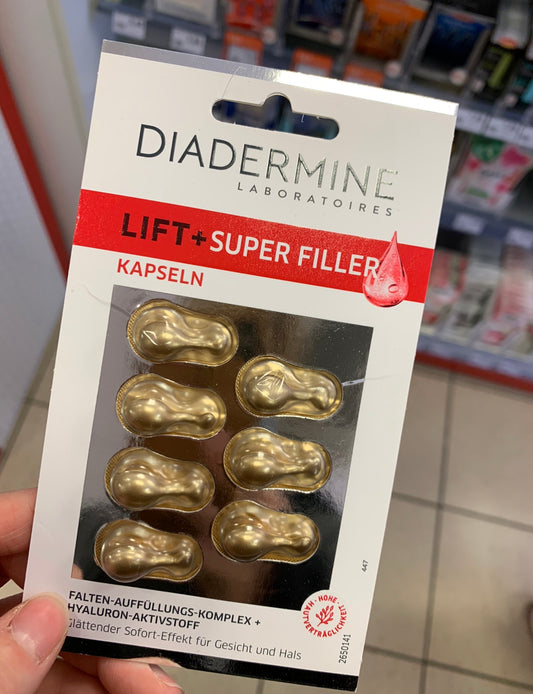 DIADERMINE
LABORATOIRES
LIFT+ SUPER FILLER
KAPSELN
447
FALTEN-AUFFÜLLUNGS-KOMPLEX +
HYALURON-AKTIVSTOFF
Glättender Sofort-Effekt für Gesicht und Hals
· HOHE · HAUTVERTRÄGLICHKEIT
2650141